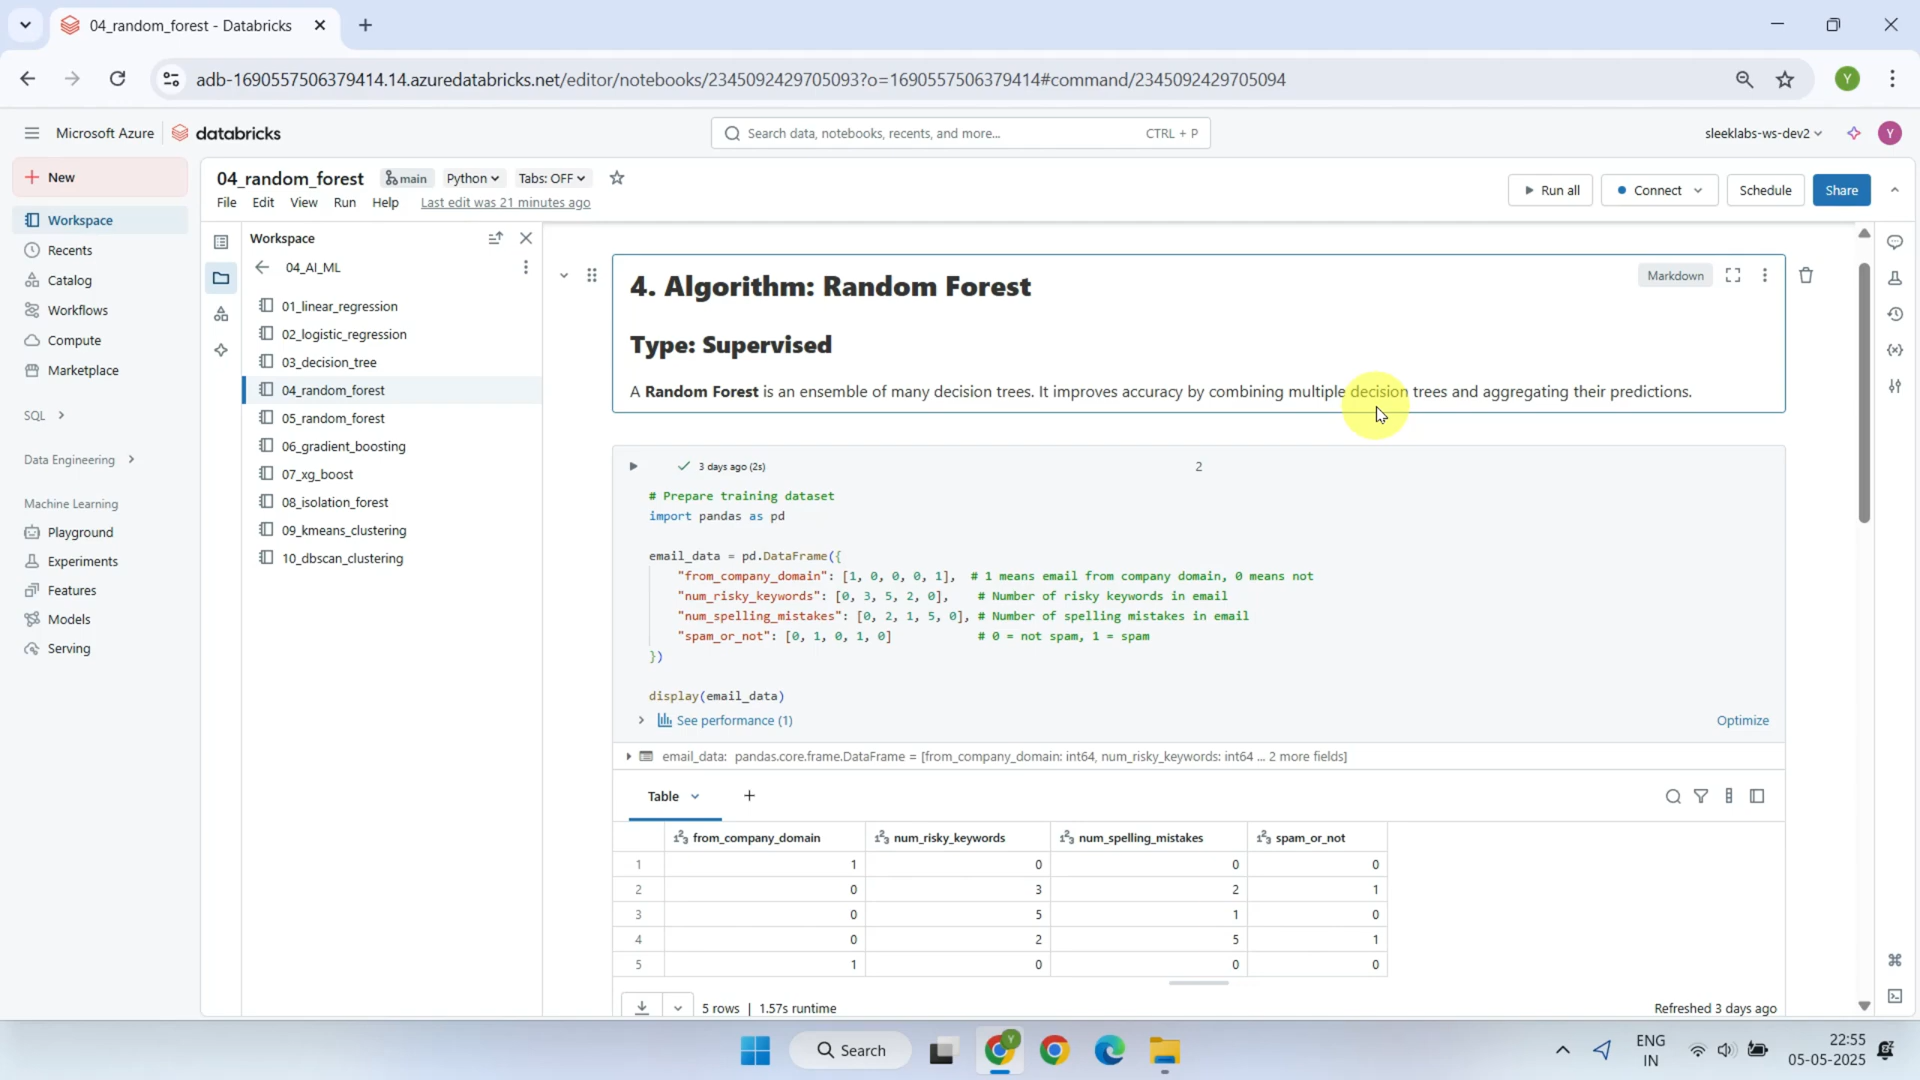 04_random_forest - Databricks
adb-1690557506379414.14.azuredatabricks.net/editor/notebooks/2345092429705093?o=1690557506379414#command/2345092429705094
Y
Microsoft Azure
databricks
Search data, notebooks, recents, and more...
CTRL + P
sleeklabs-ws-dev2
Y
New
Workspace
Recents
Catalog
Workflows
Compute
Marketplace
SQL
Data Engineering
Machine Learning
Playground
Experiments
Features
Models
Serving
04_random_forest
main
Python
Tabs: OFF
File Edit View Run Help Last edit was 21 minutes ago
Run all
Connect
Schedule
Share
Workspace
04_AI_ML
01_linear_regression
02_logistic_regression
03_decision_tree
04_random_forest
05_random_forest
06_gradient_boosting
07_xg_boost
08_isolation_forest
09_kmeans_clustering
10_dbscan_clustering
4. Algorithm: Random Forest
Markdown
Type: Supervised
A Random Forest is an ensemble of many decision trees. It improves accuracy by combining multiple decision trees and aggregating their predictions.
3 days ago (2s)
2
# Prepare training dataset
import pandas as pd
email_data = pd.DataFrame({
"from_company_domain": [1, 0, 0, 0, 1], # 1 means email from company domain, 0 means not
"num_risky_keywords": [0, 3, 5, 2, 0], # Number of risky keywords in email
"num_spelling_mistakes": [0, 2, 1, 5, 0], # Number of spelling mistakes in email
"spam_or_not": [0, 1, 0, 1, 0] # 0 = not spam, 1 = spam
})
display(email_data)
See performance (1)
Optimize
email_data: pandas.core.frame.DataFrame = [from_company_domain: int64, num_risky_keywords: int64 ... 2 more fields]
Table
from_company_domain num_risky_keywords num_spelling_mistakes spam_or_not
1 1 0 0 0
2 0 3 2 1
3 0 5 1 0
4 0 2 5 1
5 1 0 0 0
5 rows | 1.57s runtime
Refreshed 3 days ago
Search
Y
ENG
IN
22:55
05-05-2025